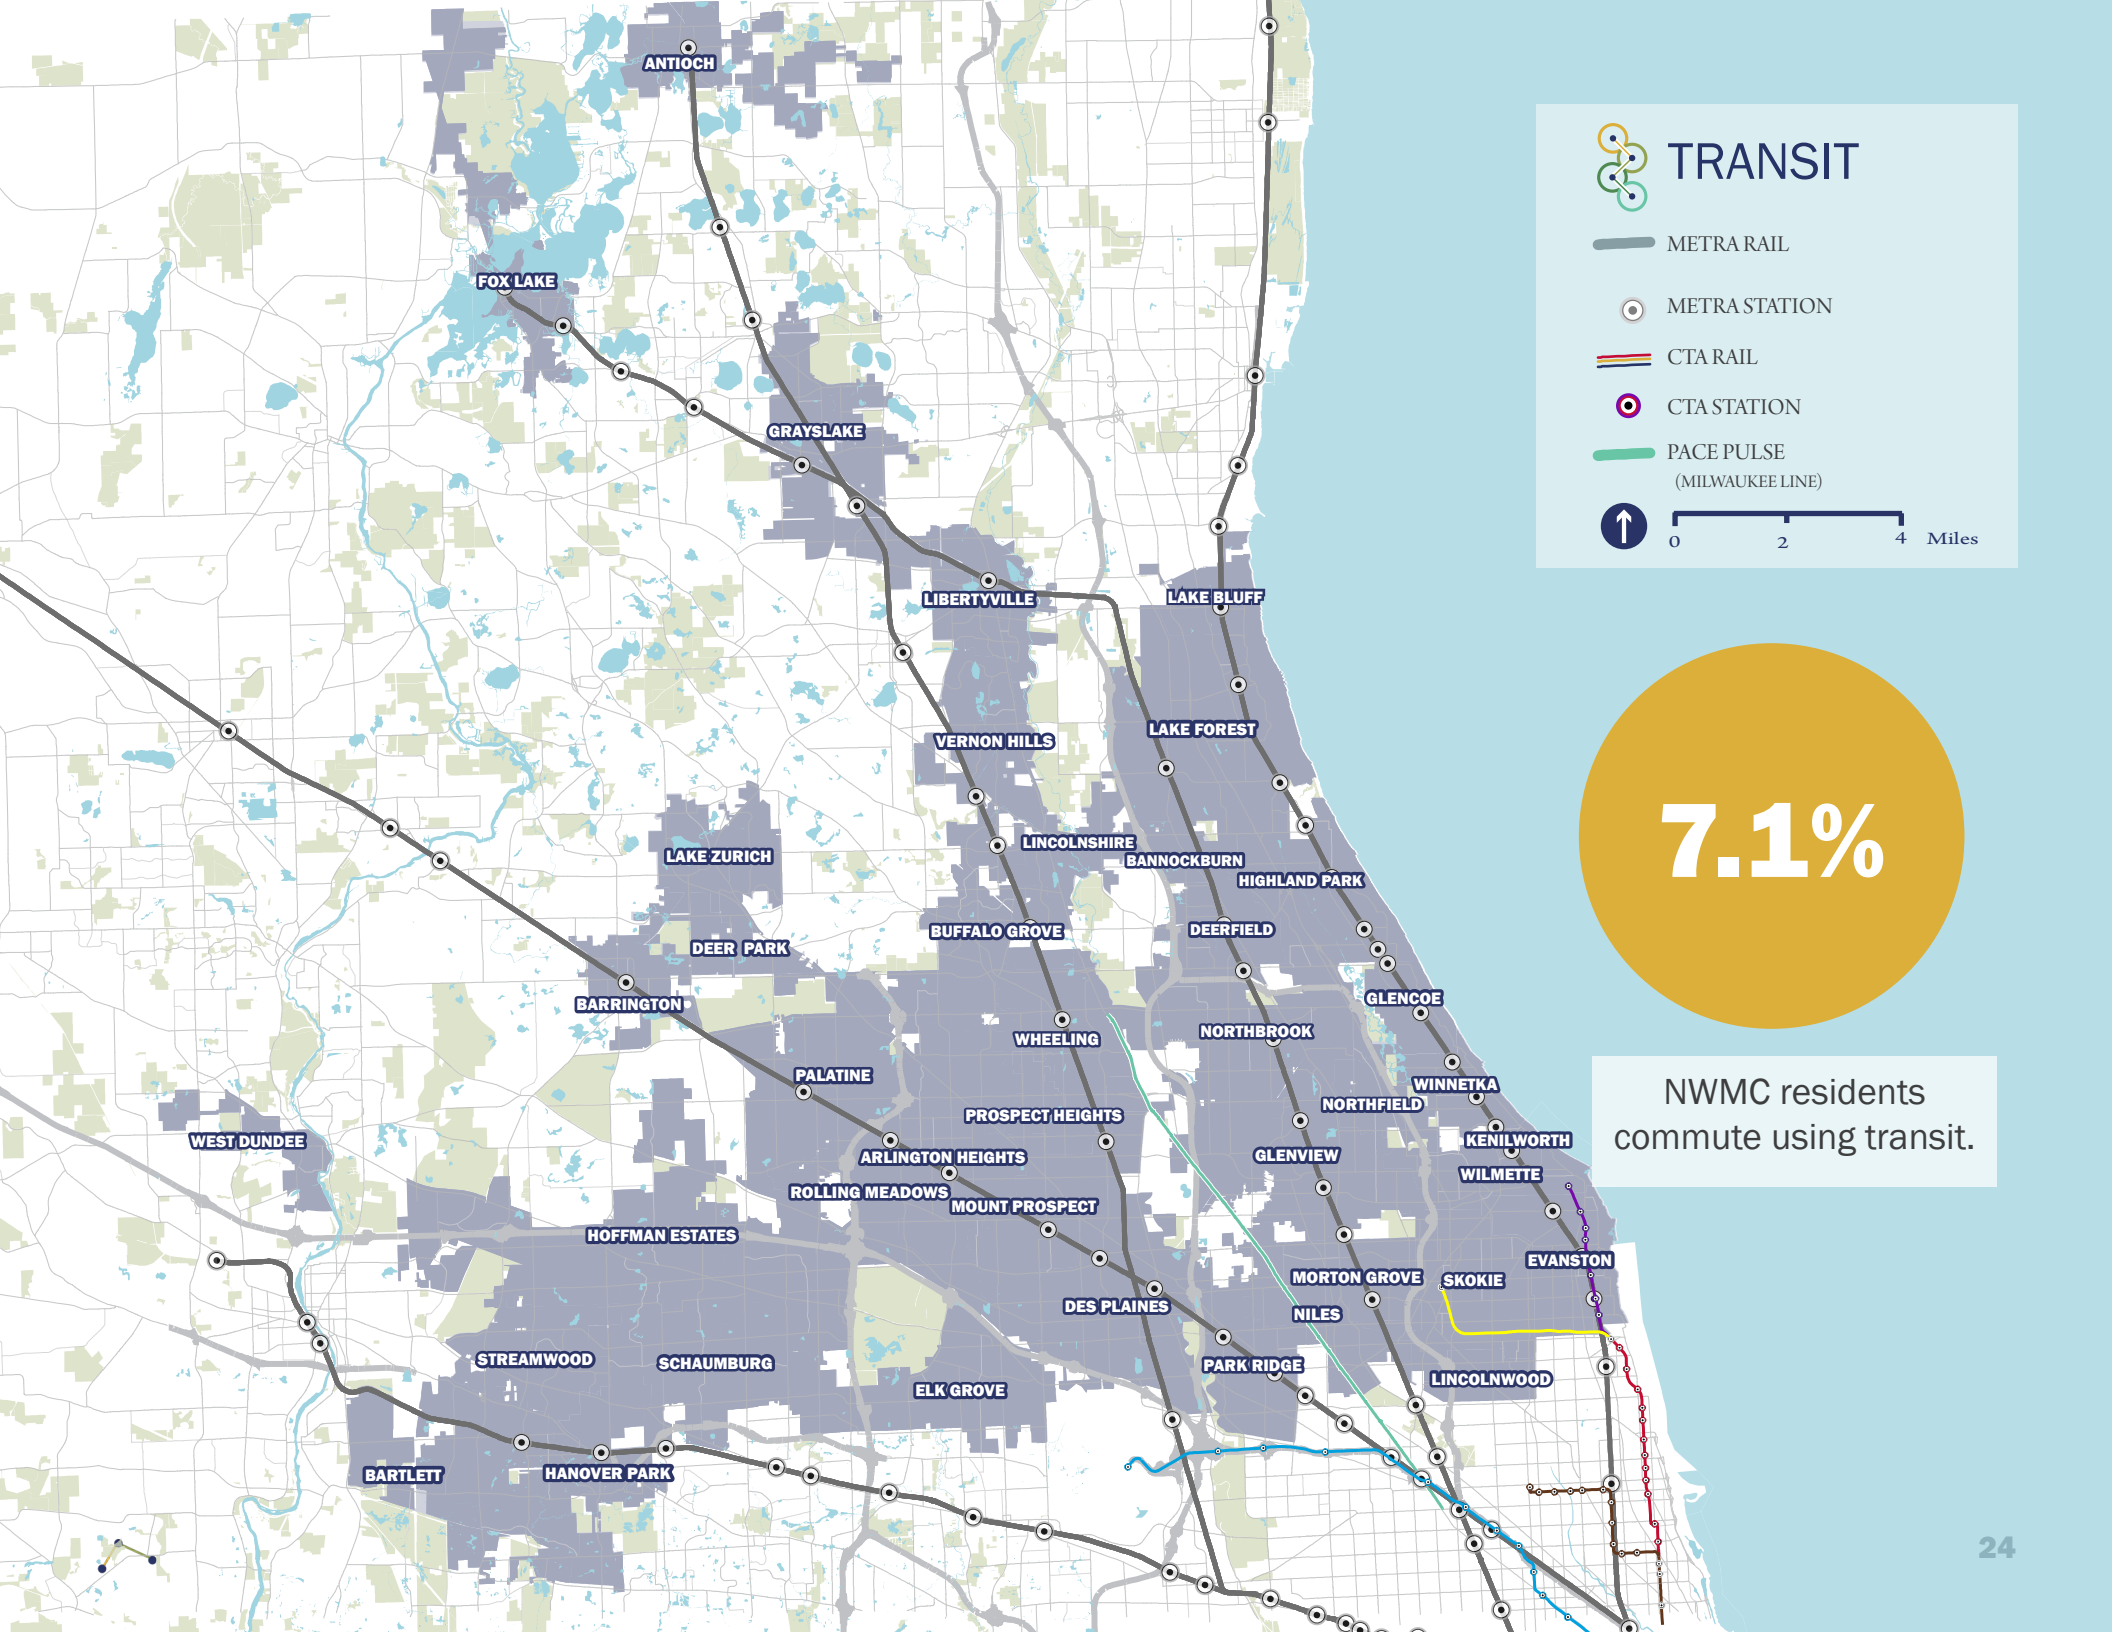 ANTIOCH
FOX LAKE
GRAYSLAKE
LIBERTYVILLE
LAKE BLUFF
LAKE FOREST
VERNON HILLS
LINCOLNSHIRE
LAKE ZURICH
BANNOCKBURN
HIGHLAND PARK
BUFFALO GROVE
DEERFIELD
DEER PARK
BARRINGTON
GLENCOE
NORTHBROOK
WHEELING
PALATINE
WINNETKA
NORTHFIELD
PROSPECT HEIGHTS
WEST DUNDEE
KENILWORTH
GLENVIEW
ARLINGTON HEIGHTS
WILMETTE
ROLLING MEADOWS
MOUNT PROSPECT
HOFFMAN ESTATES
EVANSTON
MORTON GROVE
SKOKIE
DES PLAINES
NILES
STREAMWOOD
SCHAUMBURG
PARK RIDGE
LINCOLNWOOD
ELK GROVE
BARTLETT
HANOVER PARK
TRANSIT
METRA RAIL
METRA STATION
CTA RAIL
CTA STATION
PACE PULSE
(MILWAUKEE LINE)
0 2 4 Miles
7.1%
NWMC residents
commute using transit.
24